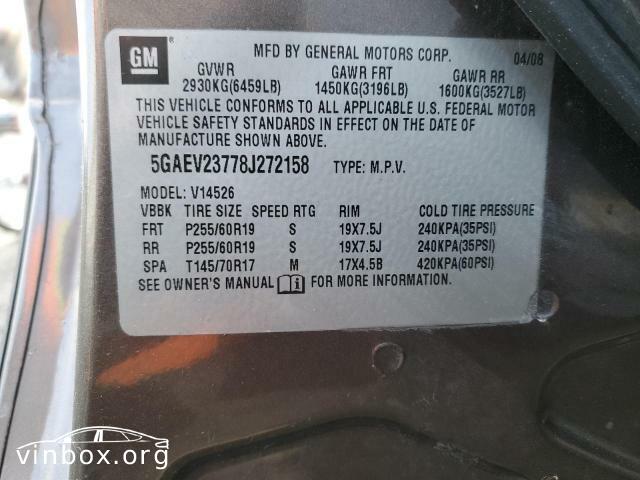 GM
MFD BY GENERAL MOTORS CORP. 04/08
GVWR GAWR FRT GAWR RR
2930KG(6459LB) 1450KG(3196LB) 1600KG(3527LB)
THIS VEHICLE CONFORMS TO ALL APPLICABLE U.S. FEDERAL MOTOR
VEHICLE SAFETY STANDARDS IN EFFECT ON THE DATE OF
MANUFACTURE SHOWN ABOVE.
5GAEV23778J272158 TYPE: M.P.V.
MODEL: V14526
VBBK TIRE SIZE SPEED RTG RIM COLD TIRE PRESSURE
FRT P255/60R19 S 19X7.5J 240KPA(35PSI)
RR P255/60R19 S 19X7.5J 240KPA(35PSI)
SPA T145/70R17 M 17X4.5B 420KPA(60PSI)
SEE OWNER'S MANUAL FOR MORE INFORMATION.
vinbox.org